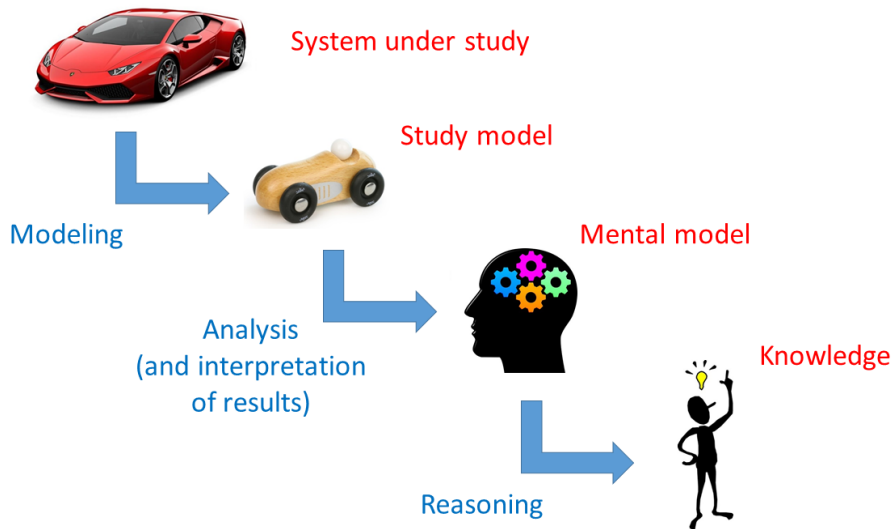 System under study
Study model
Modeling
Mental model
Analysis
(and interpretation
of results)
Knowledge
Reasoning